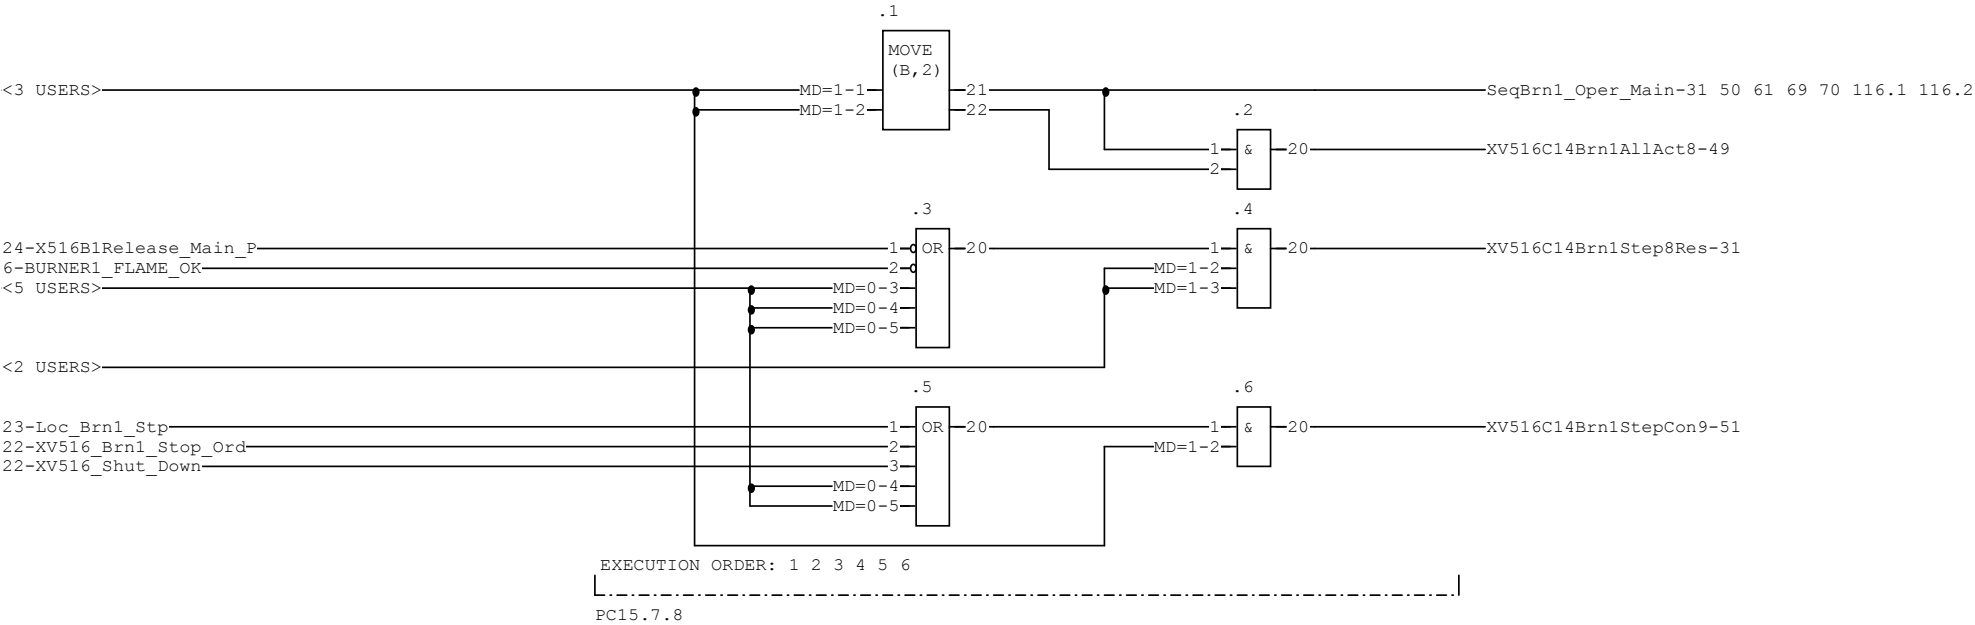 .1
MOVE
(B,2)
<3 USERS> MD=1-1 21 SeqBrn1_Oper_Main-31 50 61 69 70 116.1 116.2
MD=1-2 22
.2
1 & 20 XV516C14Brn1AllAct8-49
2
.3 .4
24-X516B1Release_Main_P 1 OR 20 1 & 20 XV516C14Brn1Step8Res-31
6-BURNER1_FLAME_OK 2 MD=1-2
<5 USERS> MD=0-3 MD=1-3
MD=0-4
MD=0-5
<2 USERS>
.5 .6
23-Loc_Brn1_Stp 1 OR 20 1 & 20 XV516C14Brn1StepCon9-51
22-XV516_Brn1_Stop_Ord 2 MD=1-2
22-XV516_Shut_Down 3
MD=0-4
MD=0-5
EXECUTION ORDER: 1 2 3 4 5 6
PC15.7.8